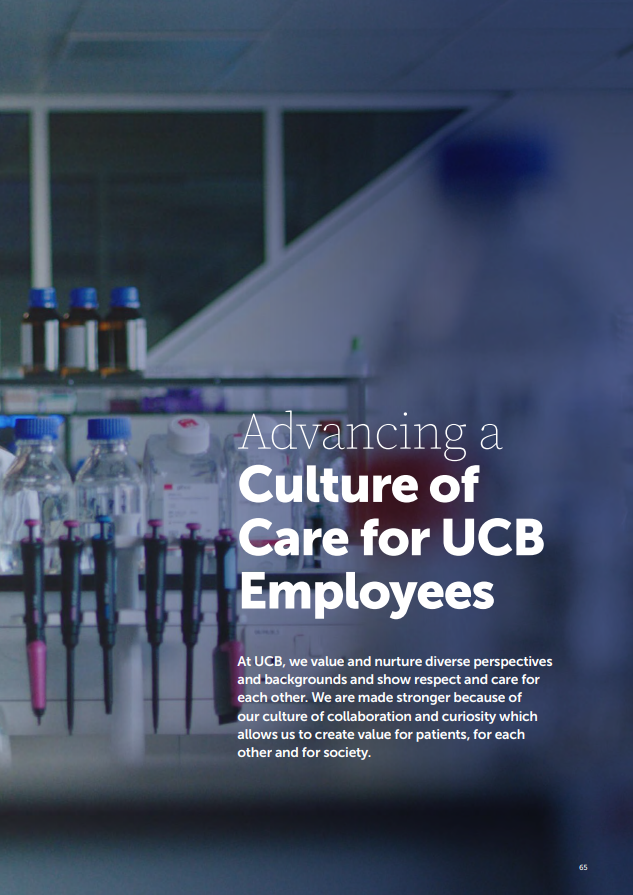 Advancing a
Culture of
Care for UCB
Employees
At UCB, we value and nurture diverse perspectives
and backgrounds and show respect and care for
each other. We are made stronger because of
our culture of collaboration and curiosity which
allows us to create value for patients, for each
other and for society.
65